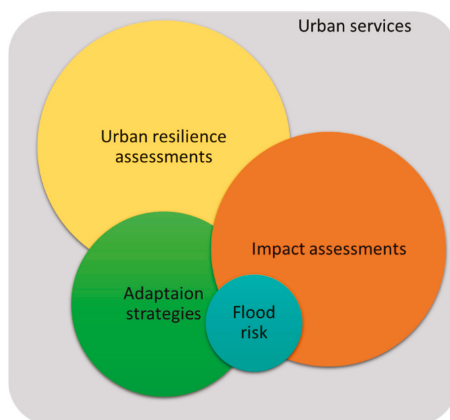 Urban services
Urban resilience
assessments
Impact assessments
Adaptaion
strategies
Flood
risk